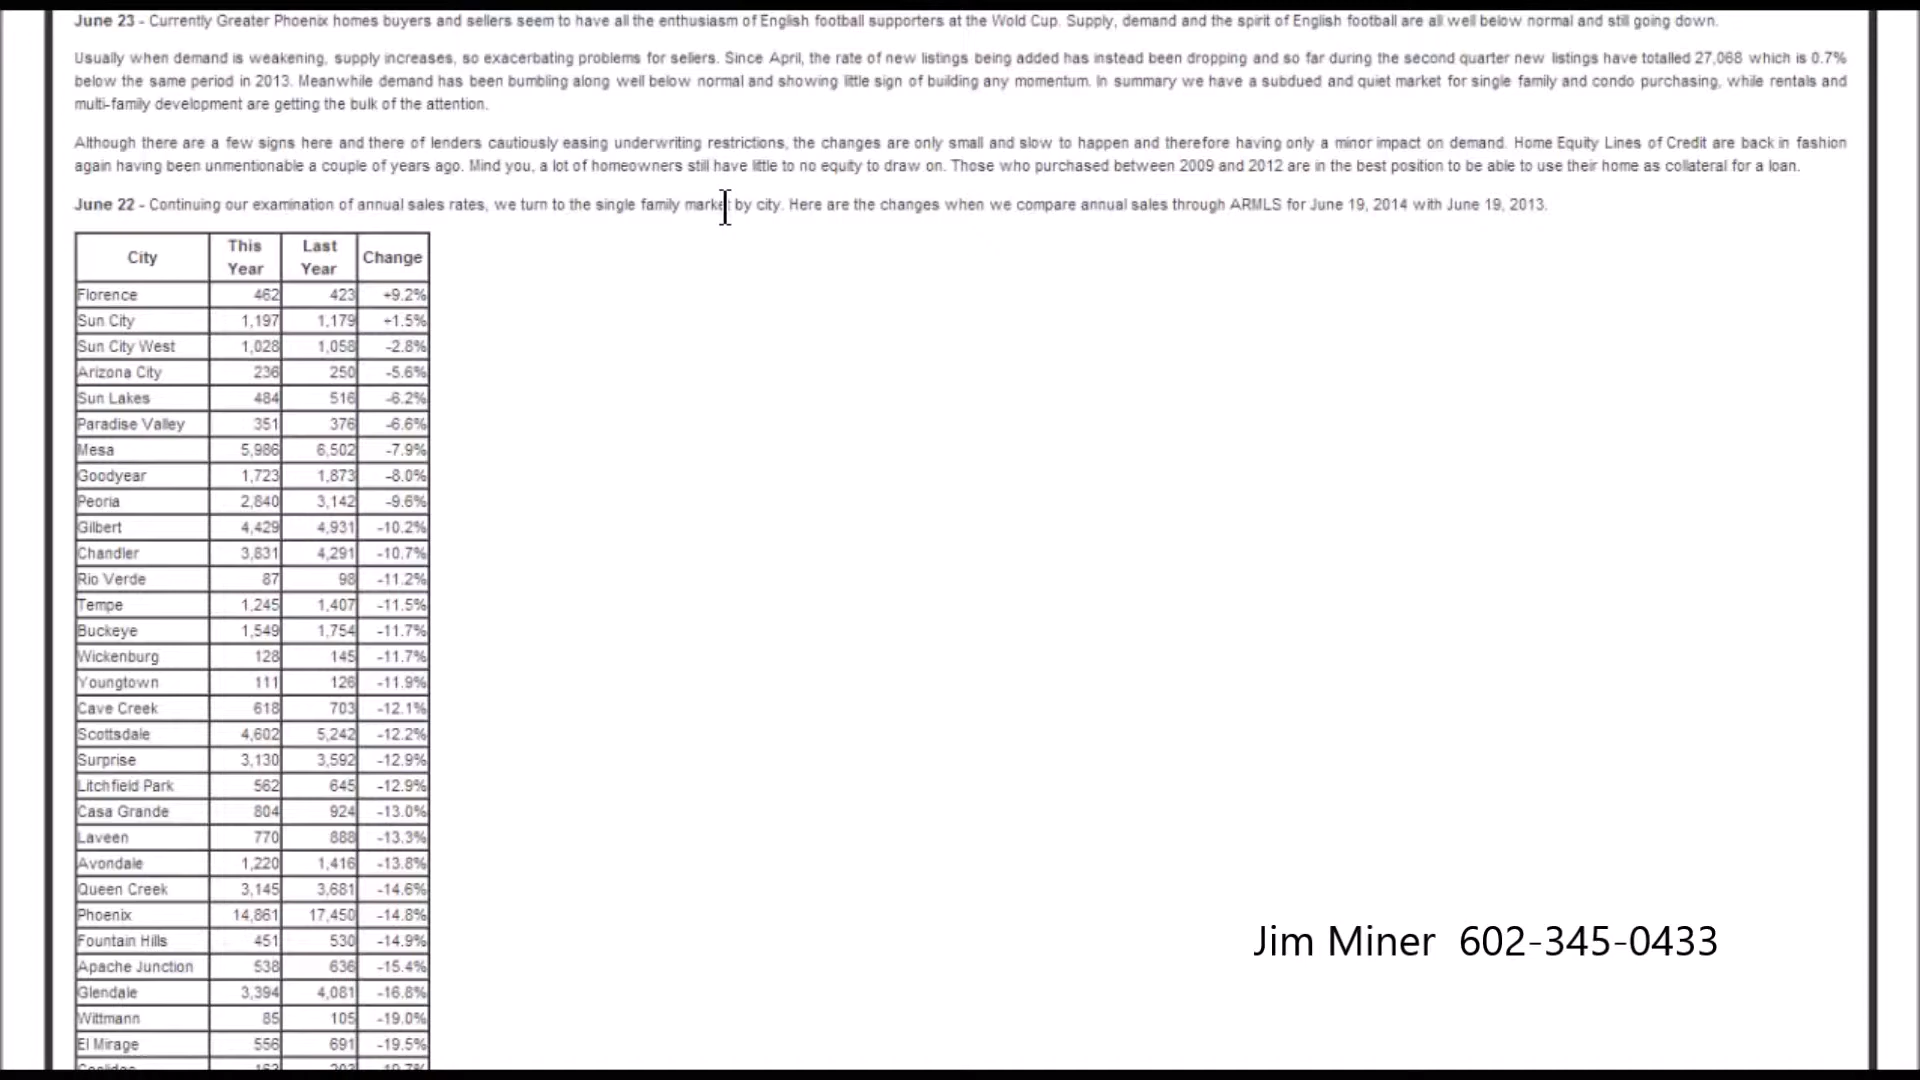 June 23 - Currently Greater Phoenix homes buyers and sellers seem to have all the enthusiasm of English football supporters at the Wold Cup. Supply, demand and the spirit of English football are all well below normal and still going down.
Usually when demand is weakening, supply increases, so exacerbating problems for sellers. Since April, the rate of new listings being added has instead been dropping and so far during the second quarter new listings have totalled 27,068 which is 0.7%
below the same period in 2013. Meanwhile demand has been bumbling along well below normal and showing little sign of building any momentum. In summary we have a subdued and quiet market for single family and condo purchasing, while rentals and
multi-family development are getting the bulk of the attention.
Although there are a few signs here and there of lenders cautiously easing underwriting restrictions, the changes are only small and slow to happen and therefore having only a minor impact on demand. Home Equity Lines of Credit are back in fashion
again having been unmentionable a couple of years ago. Mind you, a lot of homeowners still have little to no equity to draw on. Those who purchased between 2009 and 2012 are in the best position to be able to use their home as collateral for a loan.
June 22 - Continuing our examination of annual sales rates, we turn to the single family market by city. Here are the changes when we compare annual sales through ARMLS for June 19, 2014 with June 19, 2013.
City This Year Last Year Change
Florence 462 423 +9.2%
Sun City 1,197 1,179 +1.5%
Sun City West 1,028 1,058 -2.8%
Arizona City 236 250 -5.6%
Sun Lakes 484 516 -6.2%
Paradise Valley 351 376 -6.6%
Mesa 5,986 6,502 -7.9%
Goodyear 1,723 1,873 -8.0%
Peoria 2,840 3,142 -9.6%
Gilbert 4,429 4,931 -10.2%
Chandler 3,831 4,291 -10.7%
Rio Verde 87 98 -11.2%
Tempe 1,245 1,407 -11.5%
Buckeye 1,549 1,754 -11.7%
Wickenburg 128 145 -11.7%
Youngtown 111 126 -11.9%
Cave Creek 618 703 -12.1%
Scottsdale 4,602 5,242 -12.2%
Surprise 3,130 3,592 -12.9%
Litchfield Park 562 645 -12.9%
Casa Grande 804 924 -13.0%
Laveen 770 888 -13.3%
Avondale 1,220 1,416 -13.8%
Queen Creek 3,145 3,681 -14.6%
Phoenix 14,861 17,450 -14.8%
Fountain Hills 451 530 -14.9%
Apache Junction 538 636 -15.4%
Glendale 3,394 4,081 -16.8%
Wittmann 85 105 -19.0%
El Mirage 556 691 -19.5%
Jim Miner 602-345-0433